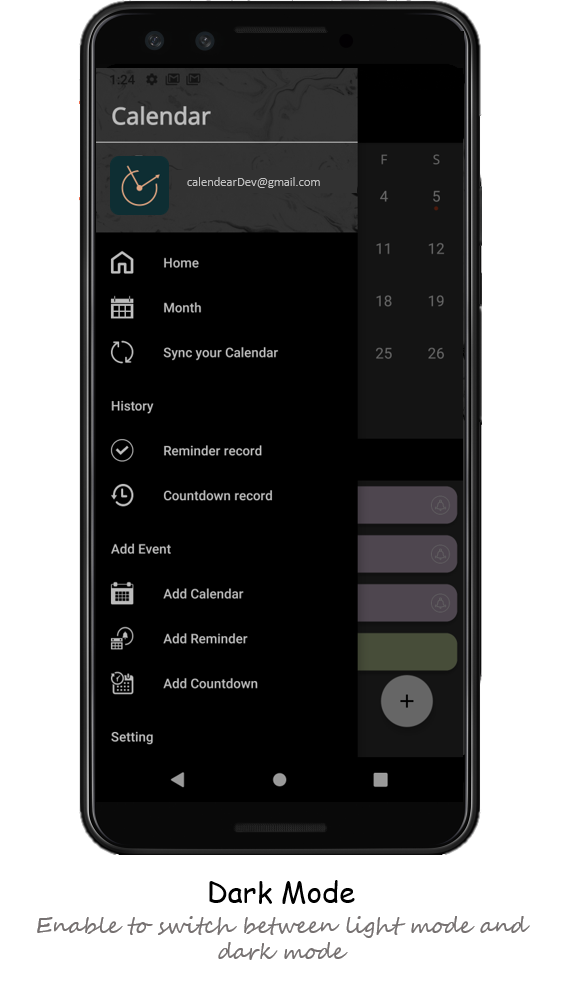 1:24
Calendar
calendearDev@gmail.com
F S
4 5
11 12
18 19
25 26
Home
Month
Sync your Calendar
History
Reminder record
Countdown record
Add Event
Add Calendar
Add Reminder
Add Countdown
Setting
+
Dark Mode
Enable to switch between light mode and
dark mode